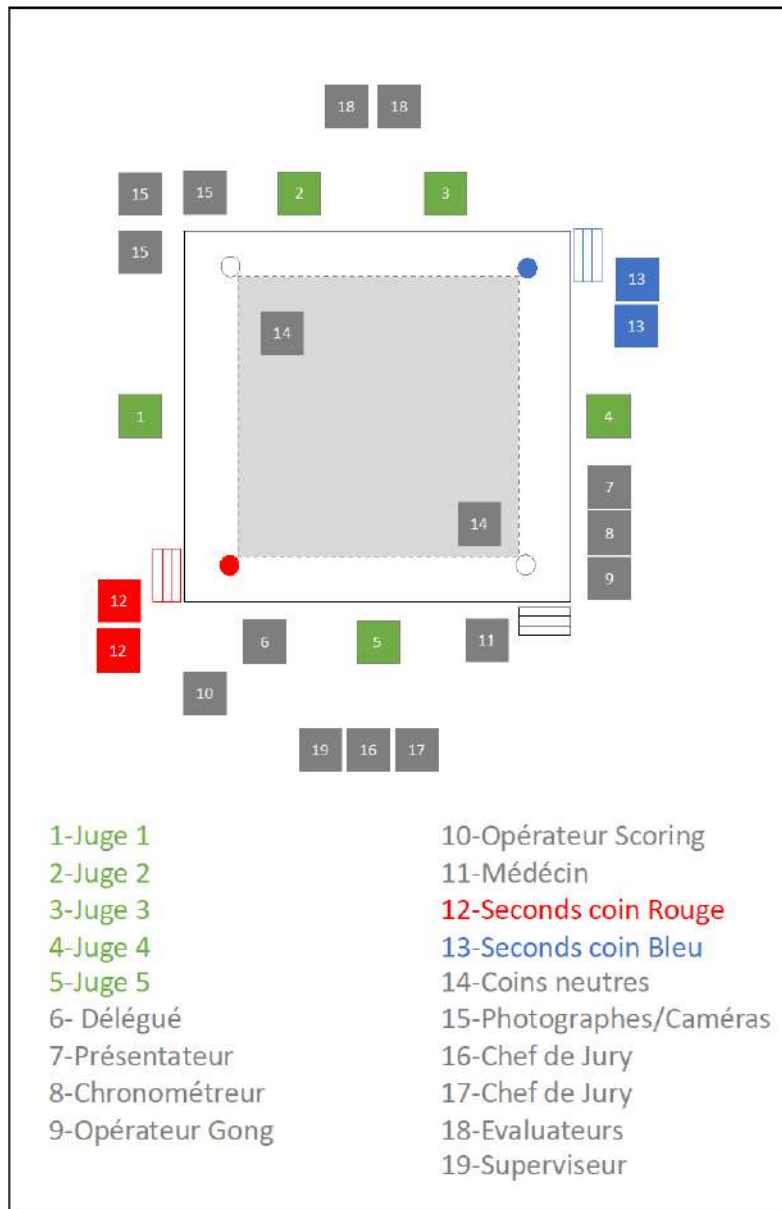 18 18
15 15 2 3
15
13
13
14
1 4
7
14
8
9
12
12
6 5 11
10
19 16 17
1-Juge 1
2-Juge 2
3-Juge 3
4-Juge 4
5-Juge 5
6- Délégué
7-Présentateur
8-Chronométreur
9-Opérateur Gong
10-Opérateur Scoring
11-Médécin
12-Seconds coin Rouge
13-Seconds coin Bleu
14-Coins neutres
15-Photographes/Caméras
16-Chef de Jury
17-Chef de Jury
18-Evaluateurs
19-Superviseur